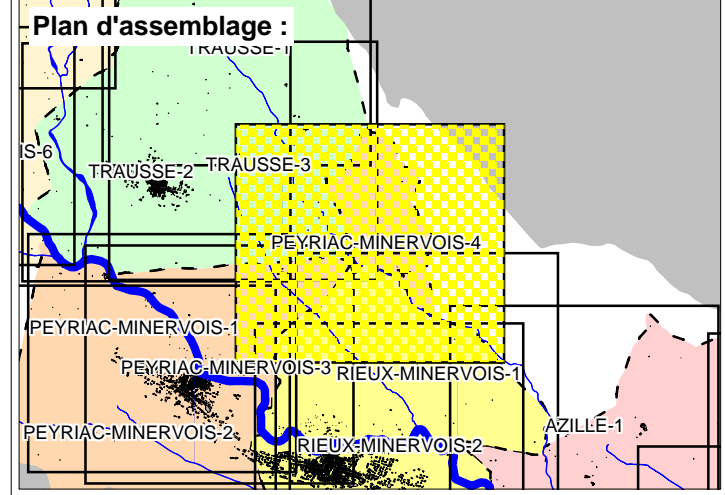 Plan d'assemblage :
TRAUSSE-1
IS-6
TRAUSSE-2
TRAUSSE-3
PEYRIAC-MINERVOIS-4
PEYRIAC-MINERVOIS-1
PEYRIAC-MINERVOIS-3
RIEUX-MINERVOIS-1
PEYRIAC-MINERVOIS-2
AZILLE-1
RIEUX-MINERVOIS-2